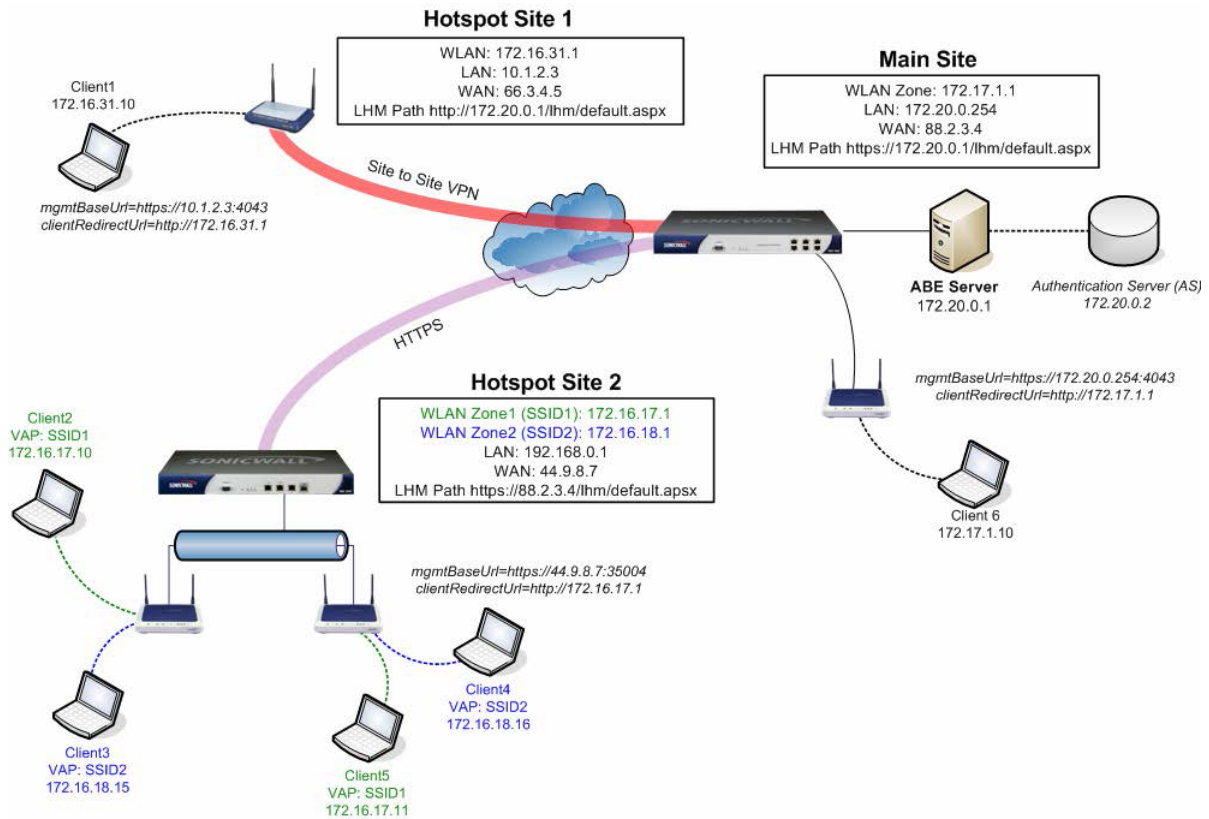 Hotspot Site 1
WLAN: 172.16.31.1
LAN: 10.1.2.3
WAN: 66.3.4.5
LHM Path http://172.20.0.1/lhm/default.aspx
Client1
172.16.31.10
mgmtBaseUrl=https://10.1.2.3:4043
clientRedirectUrl=http://172.16.31.1
Site to Site VPN
Main Site
WLAN Zone: 172.17.1.1
LAN: 172.20.0.254
WAN: 88.2.3.4
LHM Path https://172.20.0.1/lhm/default.aspx
SONICWALL
ABE Server
172.20.0.1
Authentication Server (AS)
172.20.0.2
HTTPS
mgmtBaseUrl=https://172.20.0.254:4043
clientRedirectUrl=http://172.17.1.1
Client 6
172.17.1.10
Hotspot Site 2
WLAN Zone1 (SSID1): 172.16.17.1
WLAN Zone2 (SSID2): 172.16.18.1
LAN: 192.168.0.1
WAN: 44.9.8.7
LHM Path https://88.2.3.4/lhm/default.apsx
Client2
VAP: SSID1
172.16.17.10
SONICWALL
mgmtBaseUrl=https://44.9.8.7:35004
clientRedirectUrl=http://172.16.17.1
Client4
VAP: SSID2
172.16.18.16
Client3
VAP: SSID2
172.16.18.15
Client5
VAP: SSID1
172.16.17.11